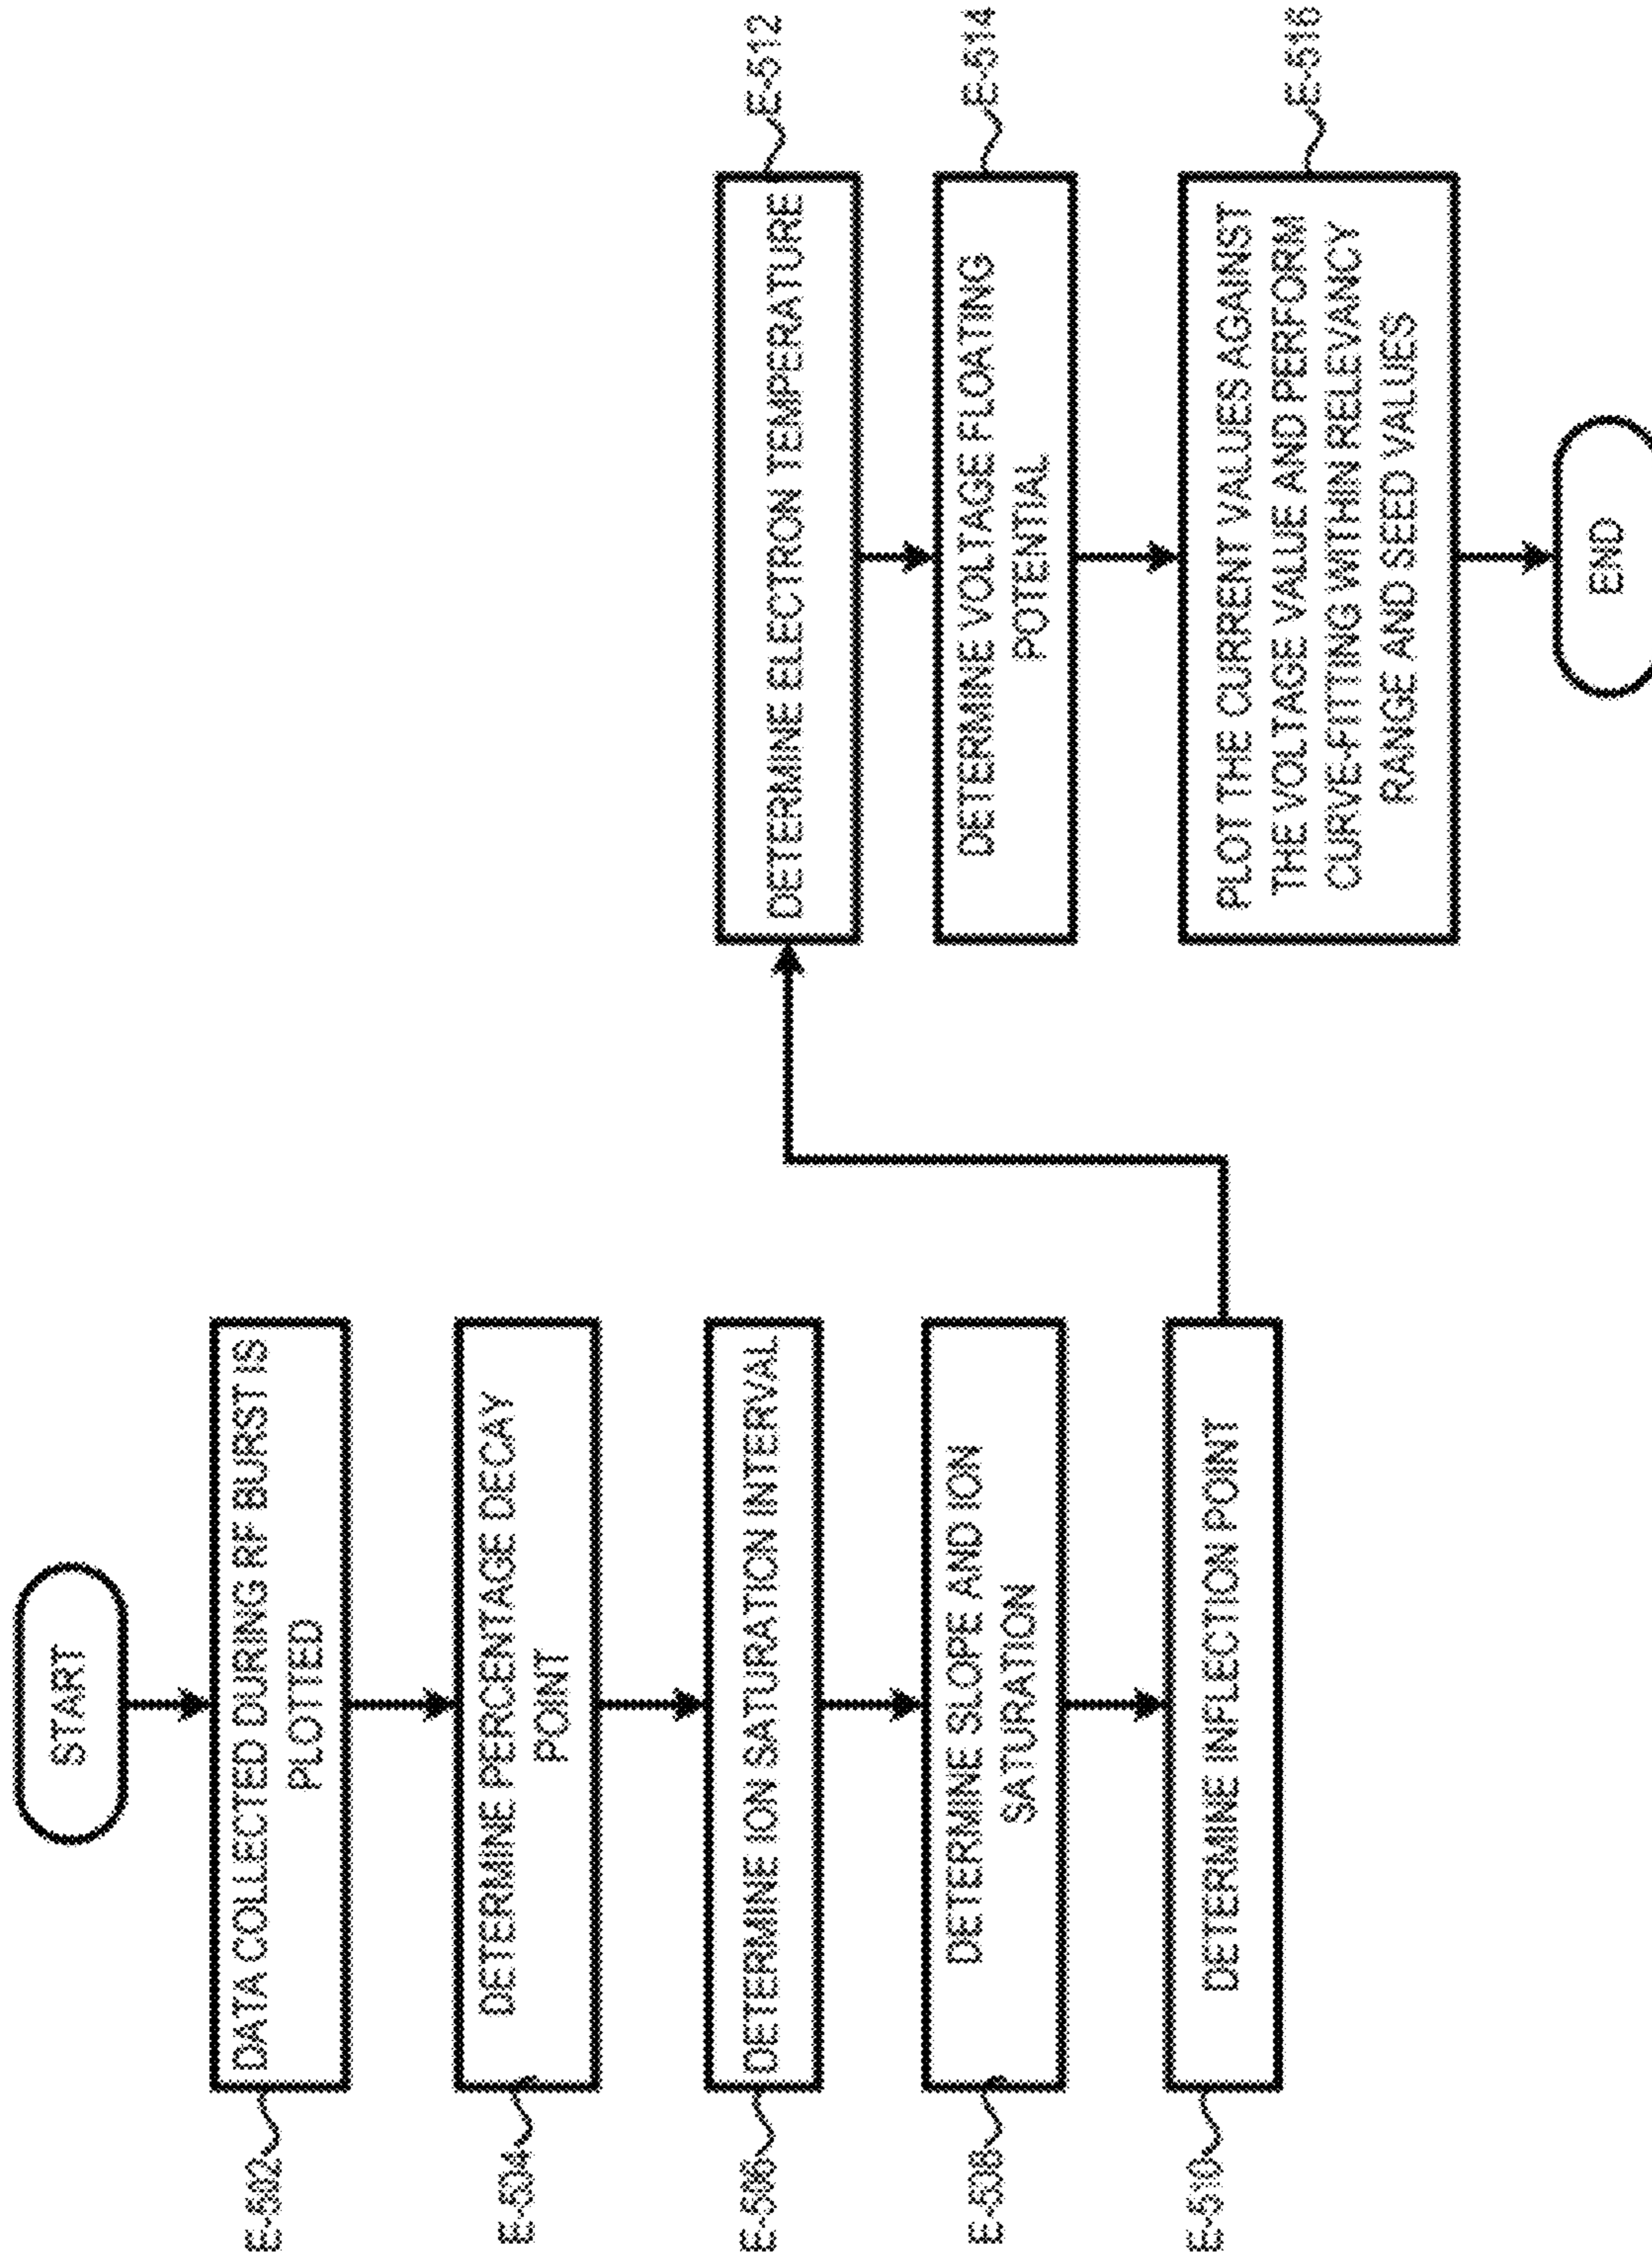 START
E-502
DATA COLLECTED DURING RF BURST IS
PLOTTED
E-504
DETERMINE PERCENTAGE DECAY
POINT
E-506
DETERMINE ION SATURATION INTERVAL
E-508
DETERMINE SLOPE AND ION
SATURATION
E-510
DETERMINE INFLECTION POINT
DETERMINE ELECTRON TEMPERATURE
E-512
DETERMINE VOLTAGE FLOATING
POTENTIAL
E-514
PLOT THE CURRENT VALUES AGAINST
THE VOLTAGE VALUE AND PERFORM
CURVE-FITTING WITHIN RELEVANCY
RANGE AND SEED VALUES
E-516
END